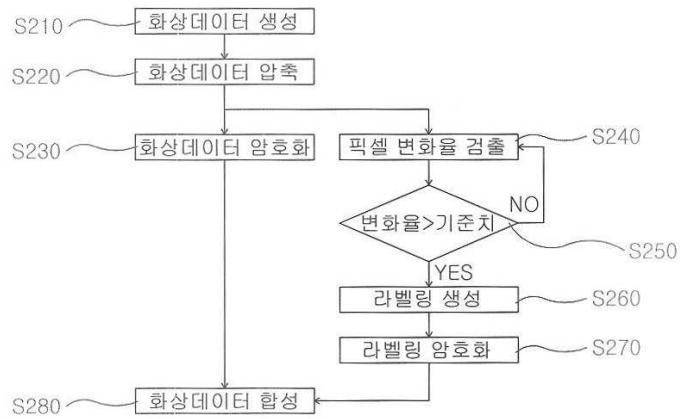 S210 화상데이터 생성
S220 화상데이터 압축
S230 화상데이터 암호화
픽셀 변화율 검출 S240
변화율>기준치 NO
S250
YES
라벨링 생성 S260
라벨링 암호화 S270
S280 화상데이터 합성